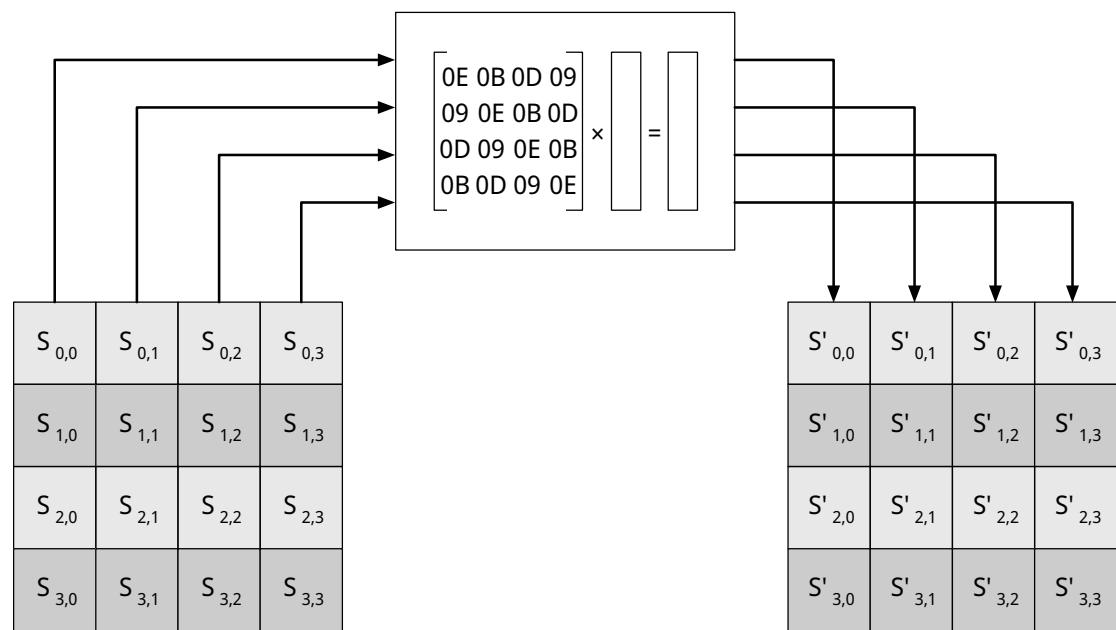 0E 0B 0D 09
09 0E 0B 0D
0D 09 0E 0B
0B 0D 09 0E
× =
S 0,0 S 0,1 S 0,2 S 0,3
S 1,0 S 1,1 S 1,2 S 1,3
S 2,0 S 2,1 S 2,2 S 2,3
S 3,0 S 3,1 S 3,2 S 3,3
S' 0,0 S' 0,1 S' 0,2 S' 0,3
S' 1,0 S' 1,1 S' 1,2 S' 1,3
S' 2,0 S' 2,1 S' 2,2 S' 2,3
S' 3,0 S' 3,1 S' 3,2 S' 3,3